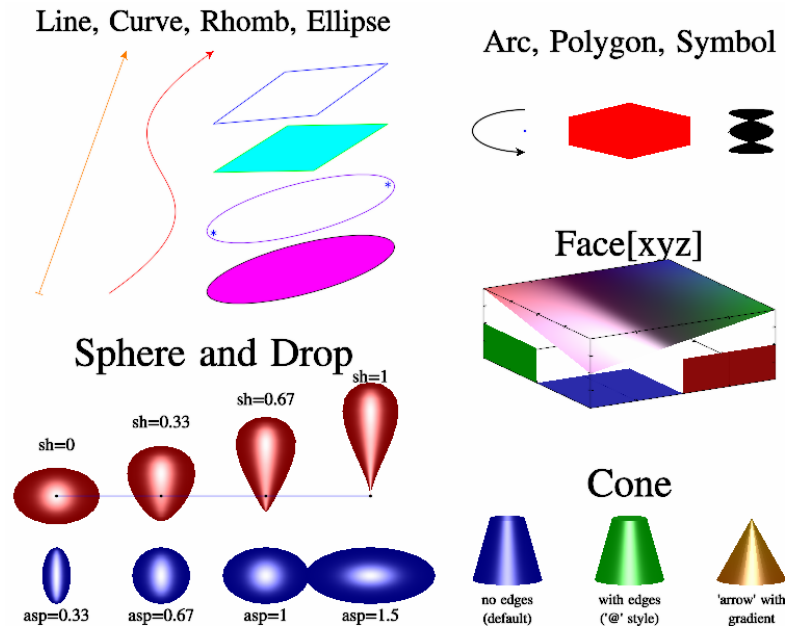 Line, Curve, Rhomb, Ellipse
Arc, Polygon, Symbol
*
*
Face[xyz]
Sphere and Drop
sh=0
sh=0.33
sh=0.67
sh=1
asp=0.33
asp=0.67
asp=1
asp=1.5
Cone
no edges
(default)
with edges
('@' style)
'arrow' with
gradient